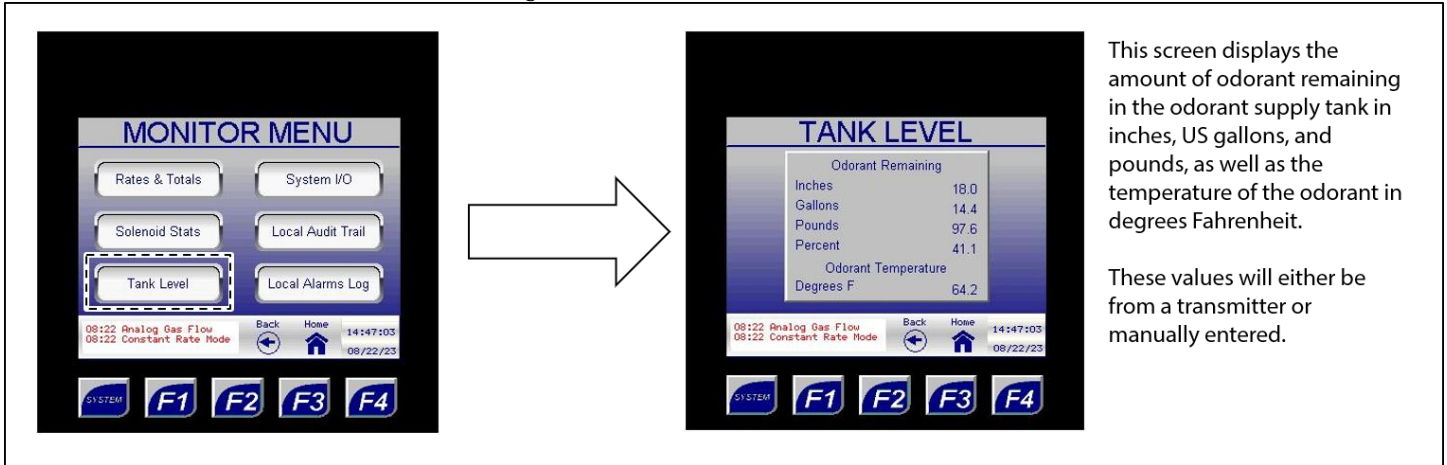 MONITOR MENU
Rates & Totals
System I/O
Solenoid Stats
Local Audit Trail
Tank Level
Local Alarms Log
08:22 Analog Gas Flow
08:22 Constant Rate Mode
Back
Home
14:47:03
08/22/23
SYSTEM
F1
F2
F3
F4
TANK LEVEL
Odorant Remaining
Inches 18.0
Gallons 14.4
Pounds 97.6
Percent 41.1
Odorant Temperature
Degrees F 64.2
08:22 Analog Gas Flow
08:22 Constant Rate Mode
Back
Home
14:47:03
08/22/23
SYSTEM
F1
F2
F3
F4
This screen displays the
amount of odorant remaining
in the odorant supply tank in
inches, US gallons, and
pounds, as well as the
temperature of the odorant in
degrees Fahrenheit.
These values will either be
from a transmitter or
manually entered.